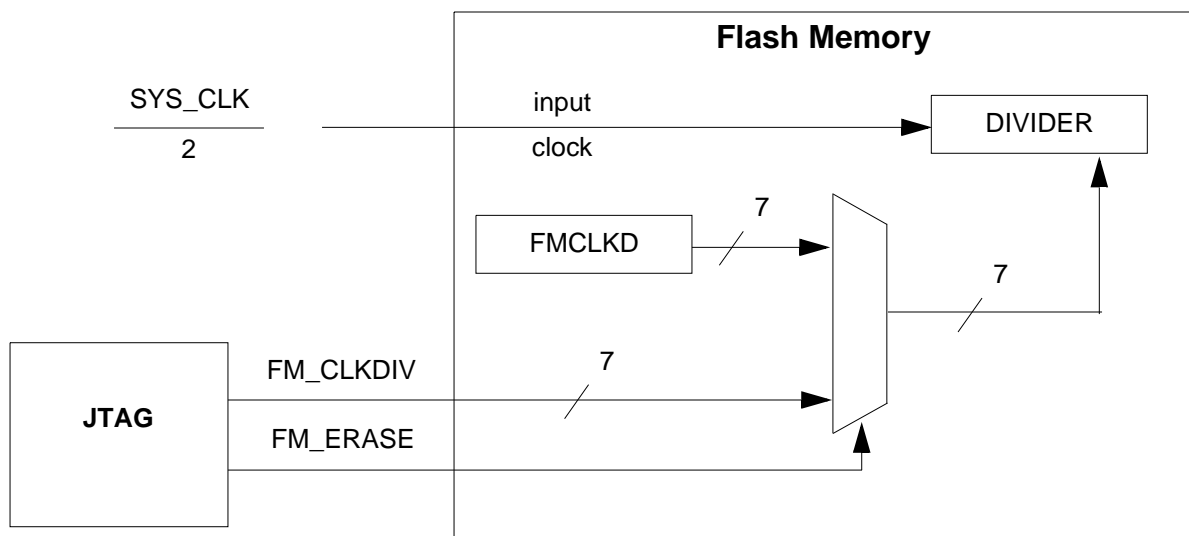 Flash Memory
SYS_CLK
2
input
clock
DIVIDER
FMCLKD
7
7
FM_CLKDIV
7
JTAG
FM_ERASE